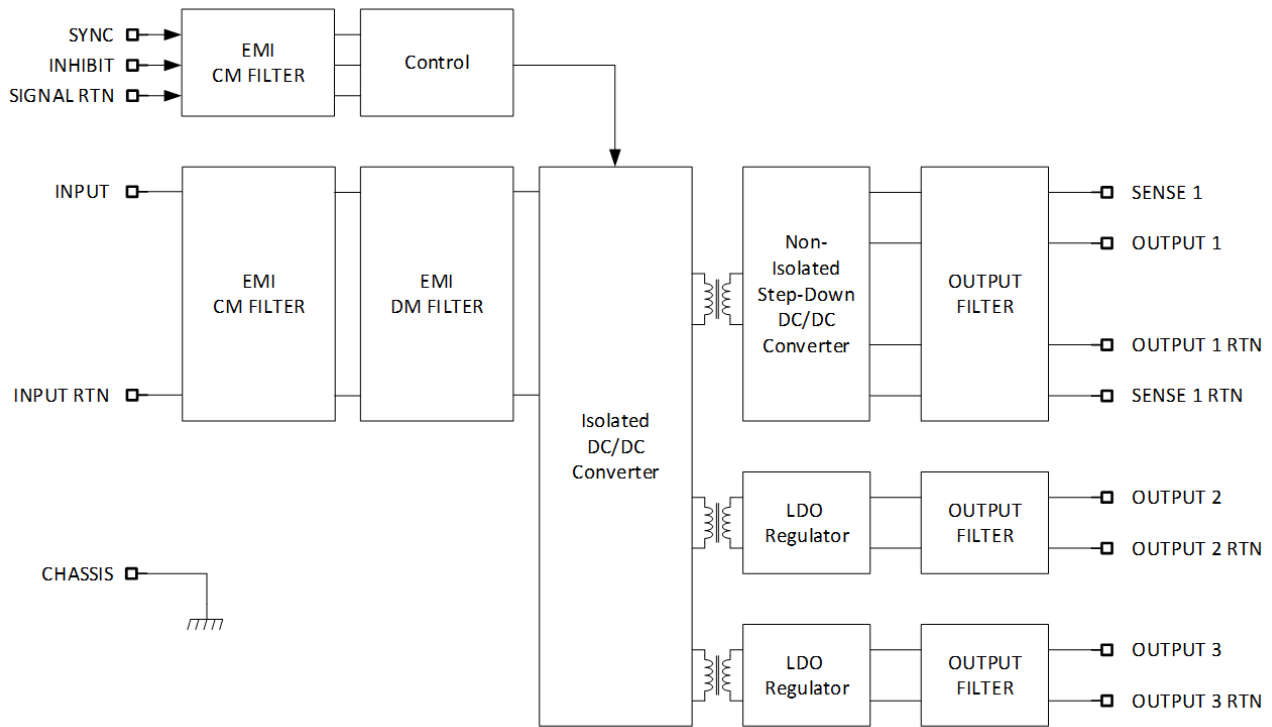 SYNC
INHIBIT
SIGNAL RTN
EMI
CM FILTER
Control
INPUT
INPUT RTN
EMI
CM FILTER
EMI
DM FILTER
Isolated
DC/DC
Converter
Non-
Isolated
Step-Down
DC/DC
Converter
OUTPUT
FILTER
SENSE 1
OUTPUT 1
OUTPUT 1 RTN
SENSE 1 RTN
LDO
Regulator
OUTPUT
FILTER
OUTPUT 2
OUTPUT 2 RTN
CHASSIS
LDO
Regulator
OUTPUT
FILTER
OUTPUT 3
OUTPUT 3 RTN